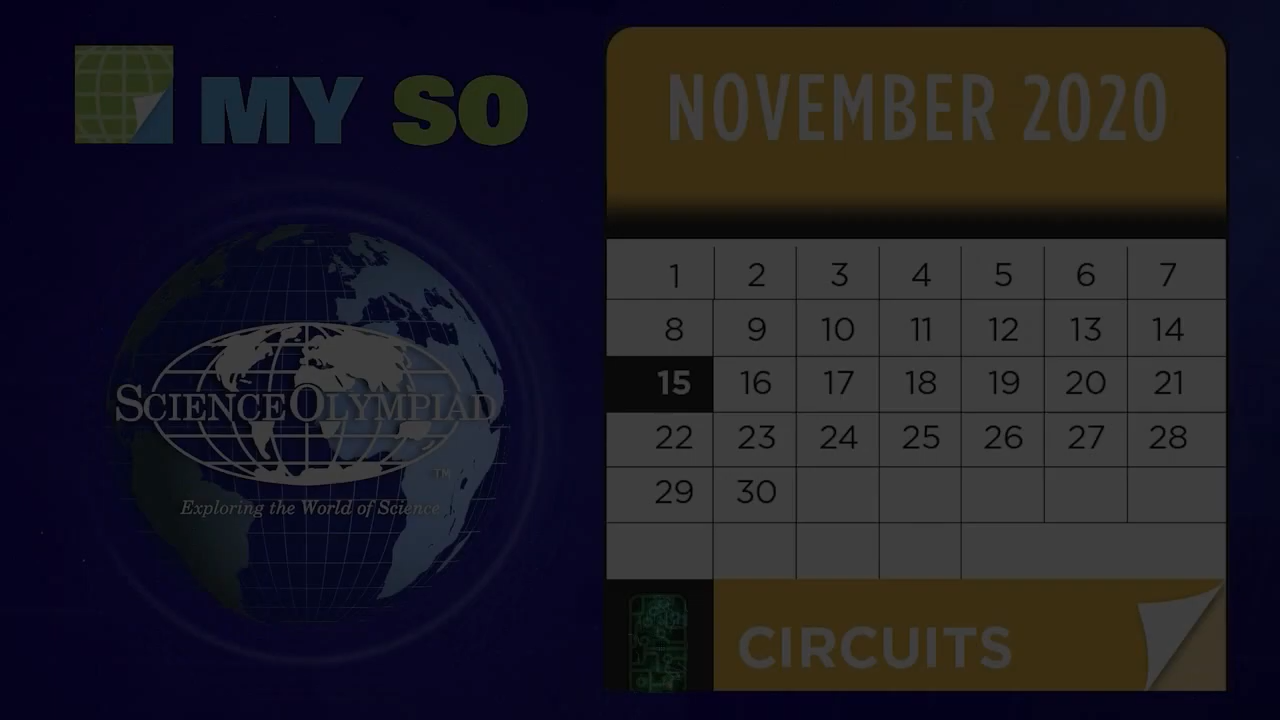 MY SO
SCIENCEOLYMPIAD
TM
Exploring the World of Science
NOVEMBER 2020
1 2 3 4 5 6 7
8 9 10 11 12 13 14
15 16 17 18 19 20 21
22 23 24 25 26 27 28
29 30
CIRCUITS